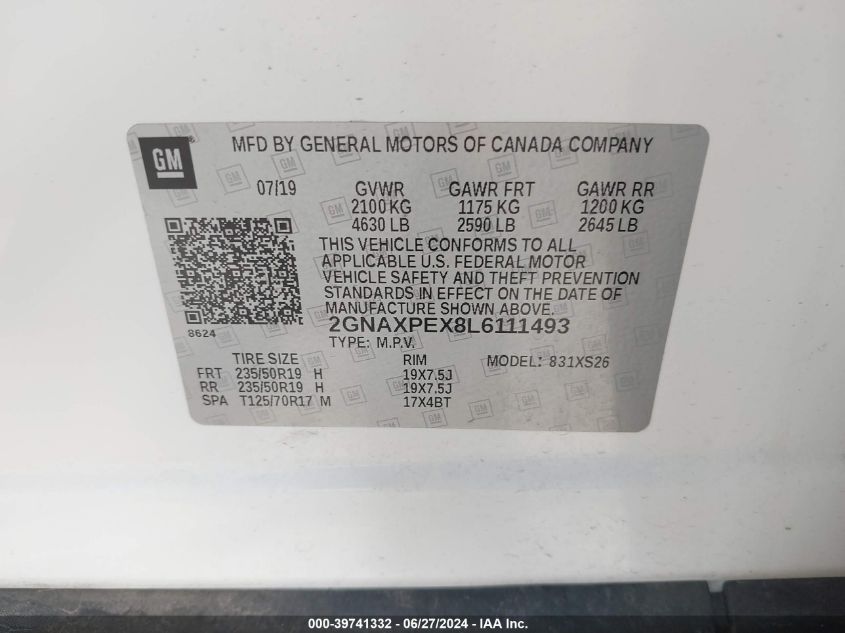 GM
MFD BY GENERAL MOTORS OF CANADA COMPANY
07/19 GVWR GAWR FRT GAWR RR
2100 KG 1175 KG 1200 KG
4630 LB 2590 LB 2645 LB
THIS VEHICLE CONFORMS TO ALL
APPLICABLE U.S. FEDERAL MOTOR
VEHICLE SAFETY AND THEFT PREVENTION
STANDARDS IN EFFECT ON THE DATE OF
MANUFACTURE SHOWN ABOVE.
8624
2GNAXPEX8L6111493
TYPE: M.P.V.
TIRE SIZE RIM MODEL: 831XS26
FRT 235/50R19 H 19X7.5J
RR 235/50R19 H 19X7.5J
SPA T125/70R17 M 17X4BT
000-39741332 / 06/27/2024 - IAA Inc.